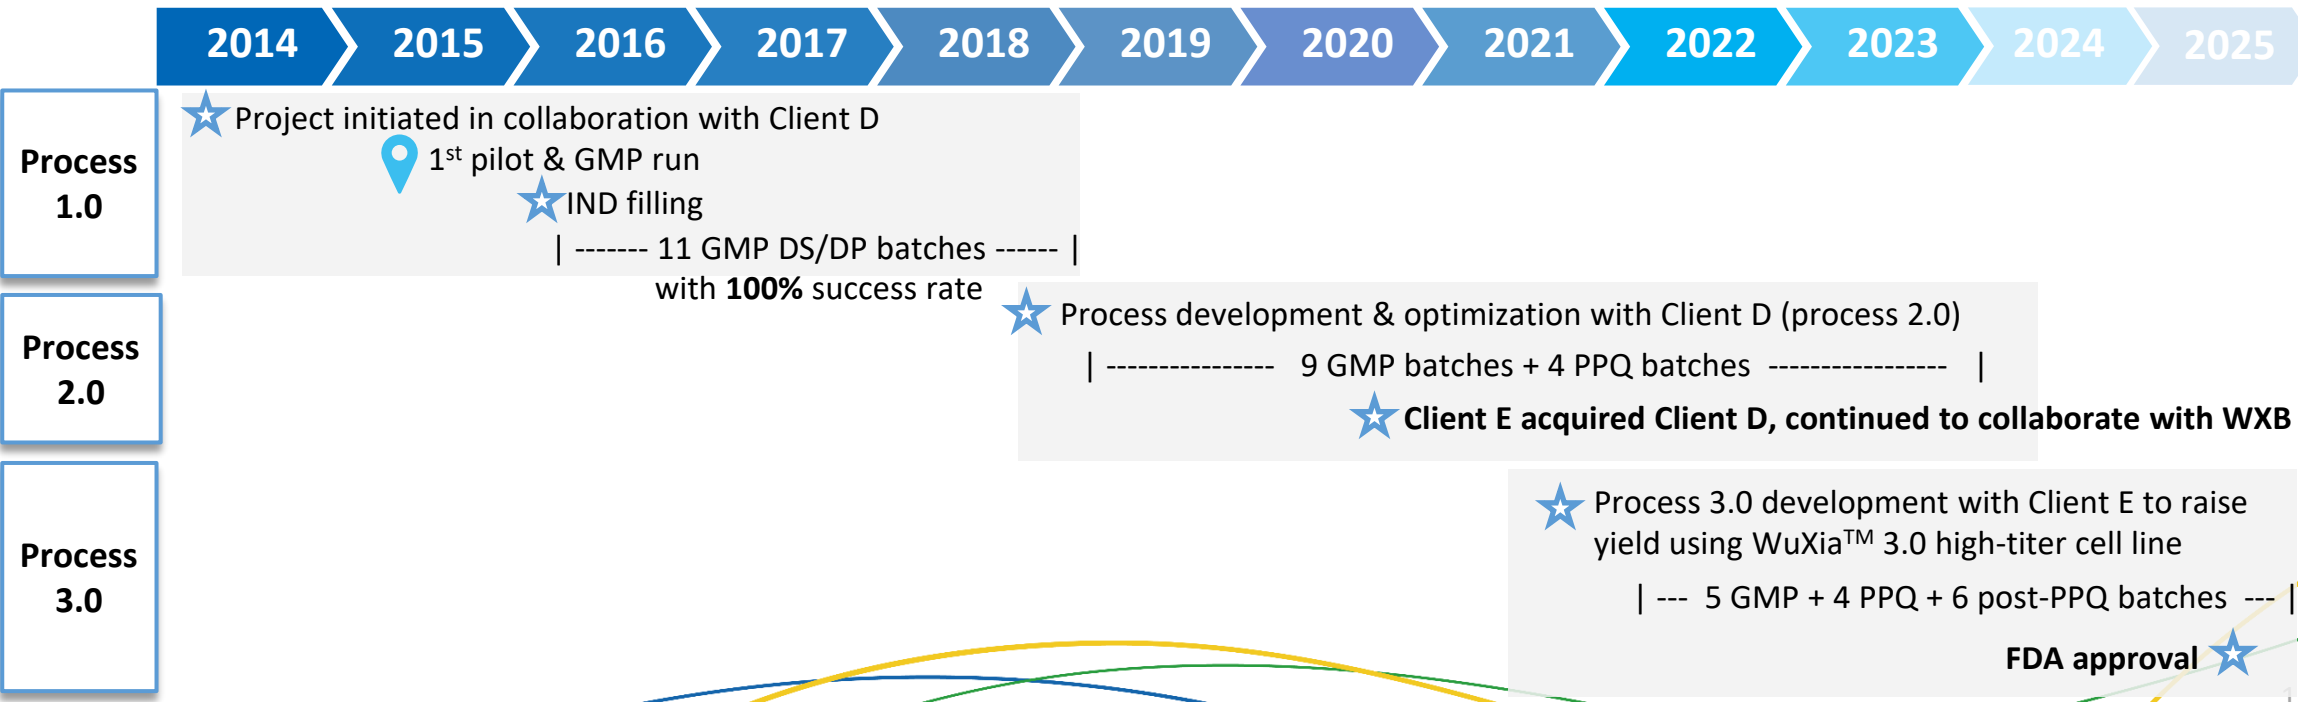 2014 2015 2016 2017 2018 2019 2020 2021 2022 2023 2024 2025
Process
1.0
Project initiated in collaboration with Client D
1st pilot & GMP run
IND filling
| ------- 11 GMP DS/DP batches ------ |
with 100% success rate
Process
2.0
Process development & optimization with Client D (process 2.0)
| ---------------- 9 GMP batches + 4 PPQ batches ----------------- |
Client E acquired Client D, continued to collaborate with WXB
Process
3.0
Process 3.0 development with Client E to raise
yield using WuXia™ 3.0 high-titer cell line
| --- 5 GMP + 4 PPQ + 6 post-PPQ batches --- |
FDA approval